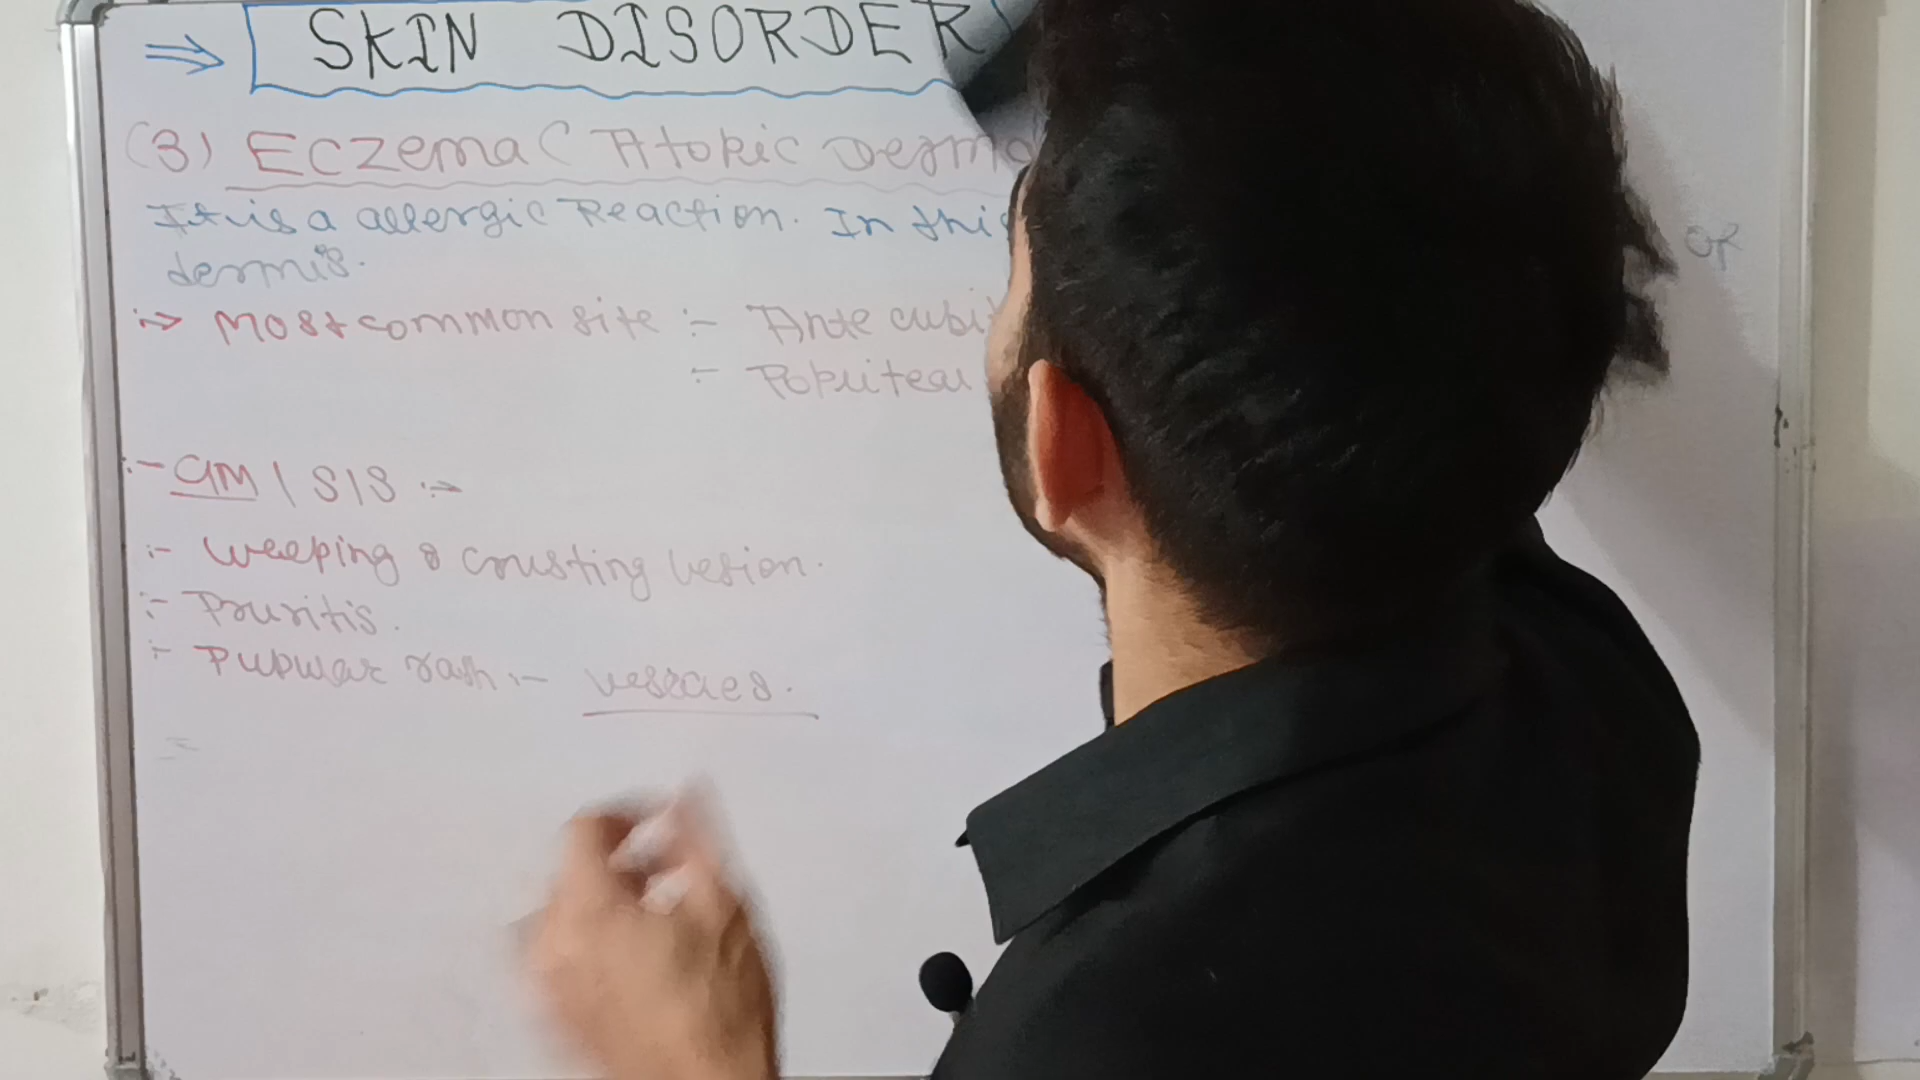 ⇒ SKIN DISORDER
(3) Eczema ( Atopic Derma
It is a allergic Reaction. In this
of
dermis.
:-> Most common site :- Ante cubi
:- Popliteal
:- CM | S/S :->
:- Weeping & crusting lesion.
:- Pruritis.
:- Pupular rash :- vesicles.